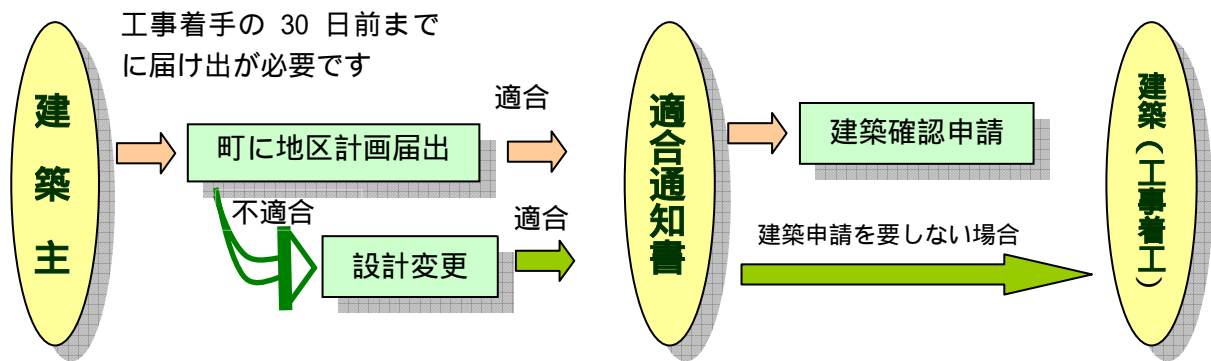 工事着手の 30 日前まで
に届け出が必要です
建築主
町に地区計画届出
適合
不適合
設計変更
適合
適合通知書
建築確認申請
建築申請を要しない場合
建築（工事着工）